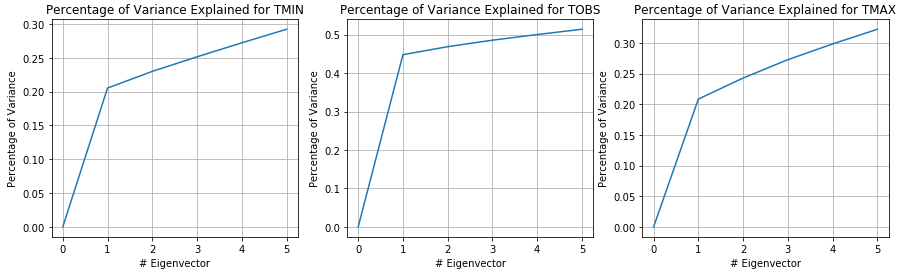 Percentage of Variance Explained for TMIN
0.30
0.25
0.20
0.15
0.10
0.05
0.00
Percentage of Variance
0 1 2 3 4 5
# Eigenvector
Percentage of Variance Explained for TOBS
0.5
0.4
0.3
0.2
0.1
0.0
Percentage of Variance
0 1 2 3 4 5
# Eigenvector
Percentage of Variance Explained for TMAX
0.30
0.25
0.20
0.15
0.10
0.05
0.00
Percentage of Variance
0 1 2 3 4 5
# Eigenvector